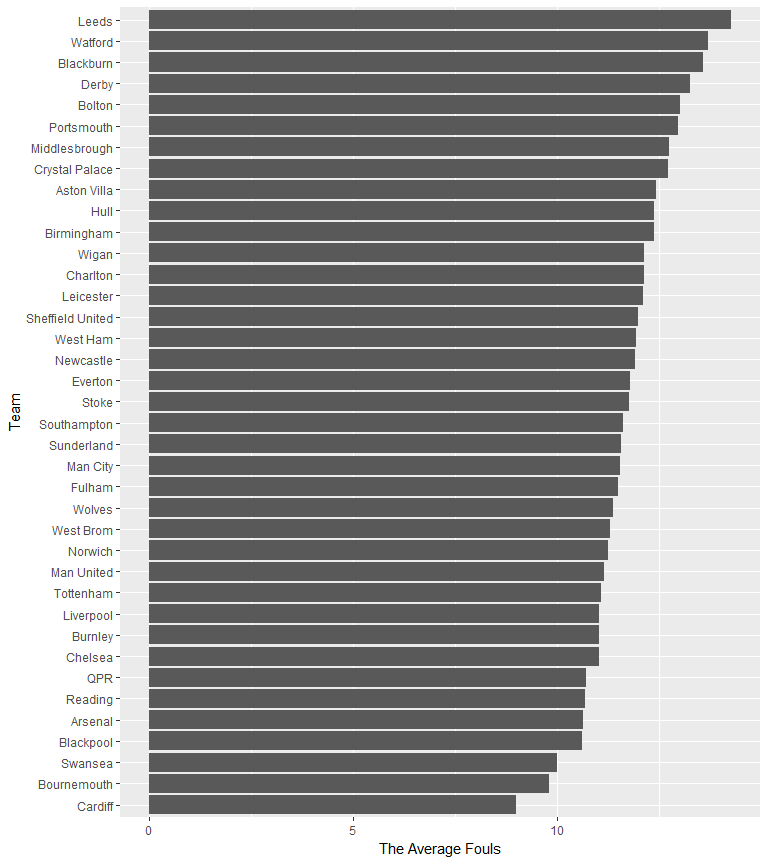 Leeds
Watford
Blackburn
Derby
Bolton
Portsmouth
Middlesbrough
Crystal Palace
Aston Villa
Hull
Birmingham
Wigan
Charlton
Leicester
Sheffield United
West Ham
Newcastle
Everton
Stoke
Southampton
Sunderland
Man City
Fulham
Wolves
West Brom
Norwich
Man United
Tottenham
Liverpool
Burnley
Chelsea
QPR
Reading
Arsenal
Blackpool
Swansea
Bournemouth
Cardiff
Team
0 5 10
The Average Fouls